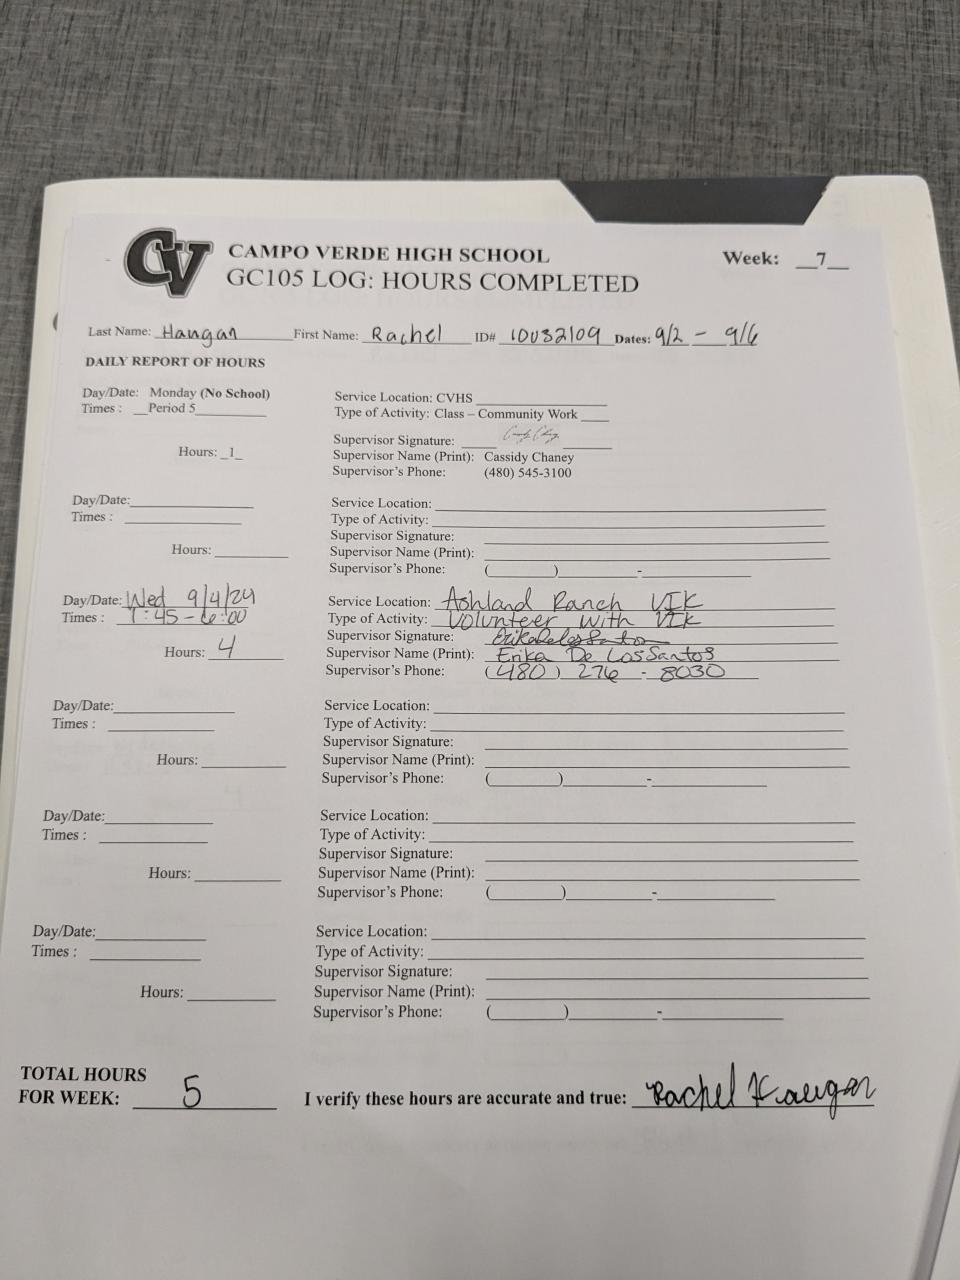 CV
CAMPO VERDE HIGH SCHOOL
Week: __7__
GC105 LOG: HOURS COMPLETED
Last Name: Hangan First Name: Rachel ID# 10032109 Dates: 9/2 - 9/6
DAILY REPORT OF HOURS
Day/Date: Monday (No School)
Times : __Period 5__
Hours: _1_
Service Location: CVHS
Type of Activity: Class – Community Work
Supervisor Signature:
Supervisor Name (Print): Cassidy Chaney
Supervisor's Phone: (480) 545-3100
Day/Date:
Times :
Hours:
Service Location:
Type of Activity:
Supervisor Signature:
Supervisor Name (Print):
Supervisor's Phone: ( ) -
Day/Date: Wed 9/4/24
Times : 1:45 - 6:00
Hours: 4
Service Location: Ashland Ranch VIK
Type of Activity: Volunteer with VIK
Supervisor Signature: Erika De Los Santos
Supervisor Name (Print): Erika De Los Santos
Supervisor's Phone: (480) 276 - 8030
Day/Date:
Times :
Hours:
Service Location:
Type of Activity:
Supervisor Signature:
Supervisor Name (Print):
Supervisor's Phone: ( ) -
Day/Date:
Times :
Hours:
Service Location:
Type of Activity:
Supervisor Signature:
Supervisor Name (Print):
Supervisor's Phone: ( ) -
Day/Date:
Times :
Hours:
Service Location:
Type of Activity:
Supervisor Signature:
Supervisor Name (Print):
Supervisor's Phone: ( ) -
TOTAL HOURS
FOR WEEK: 5 I verify these hours are accurate and true: Rachel Haugan